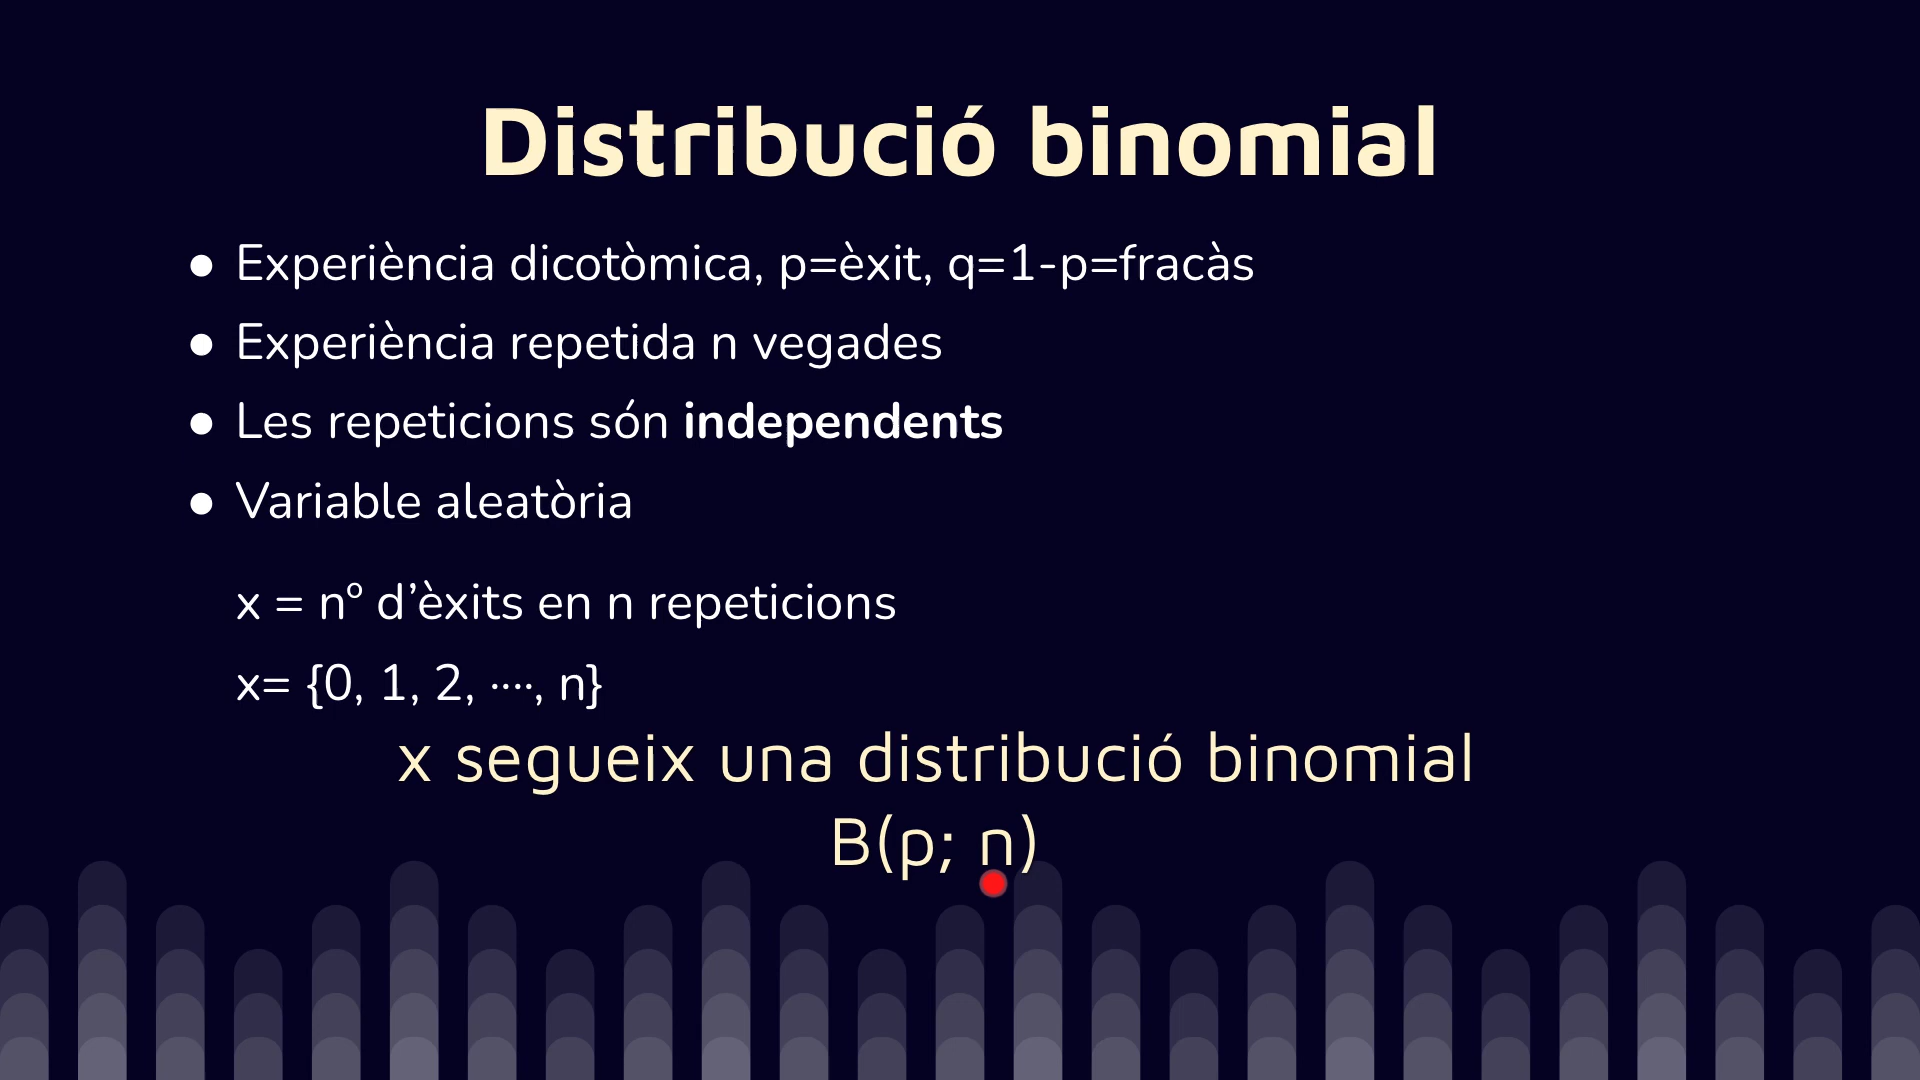 Distribució binomial
● Experiència dicotòmica, p=èxit, q=1-p=fracàs
● Experiència repetida n vegades
● Les repeticions són independents
● Variable aleatòria
x = nº d’èxits en n repeticions
x= {0, 1, 2, ····, n}
x segueix una distribució binomial
B(p; n)